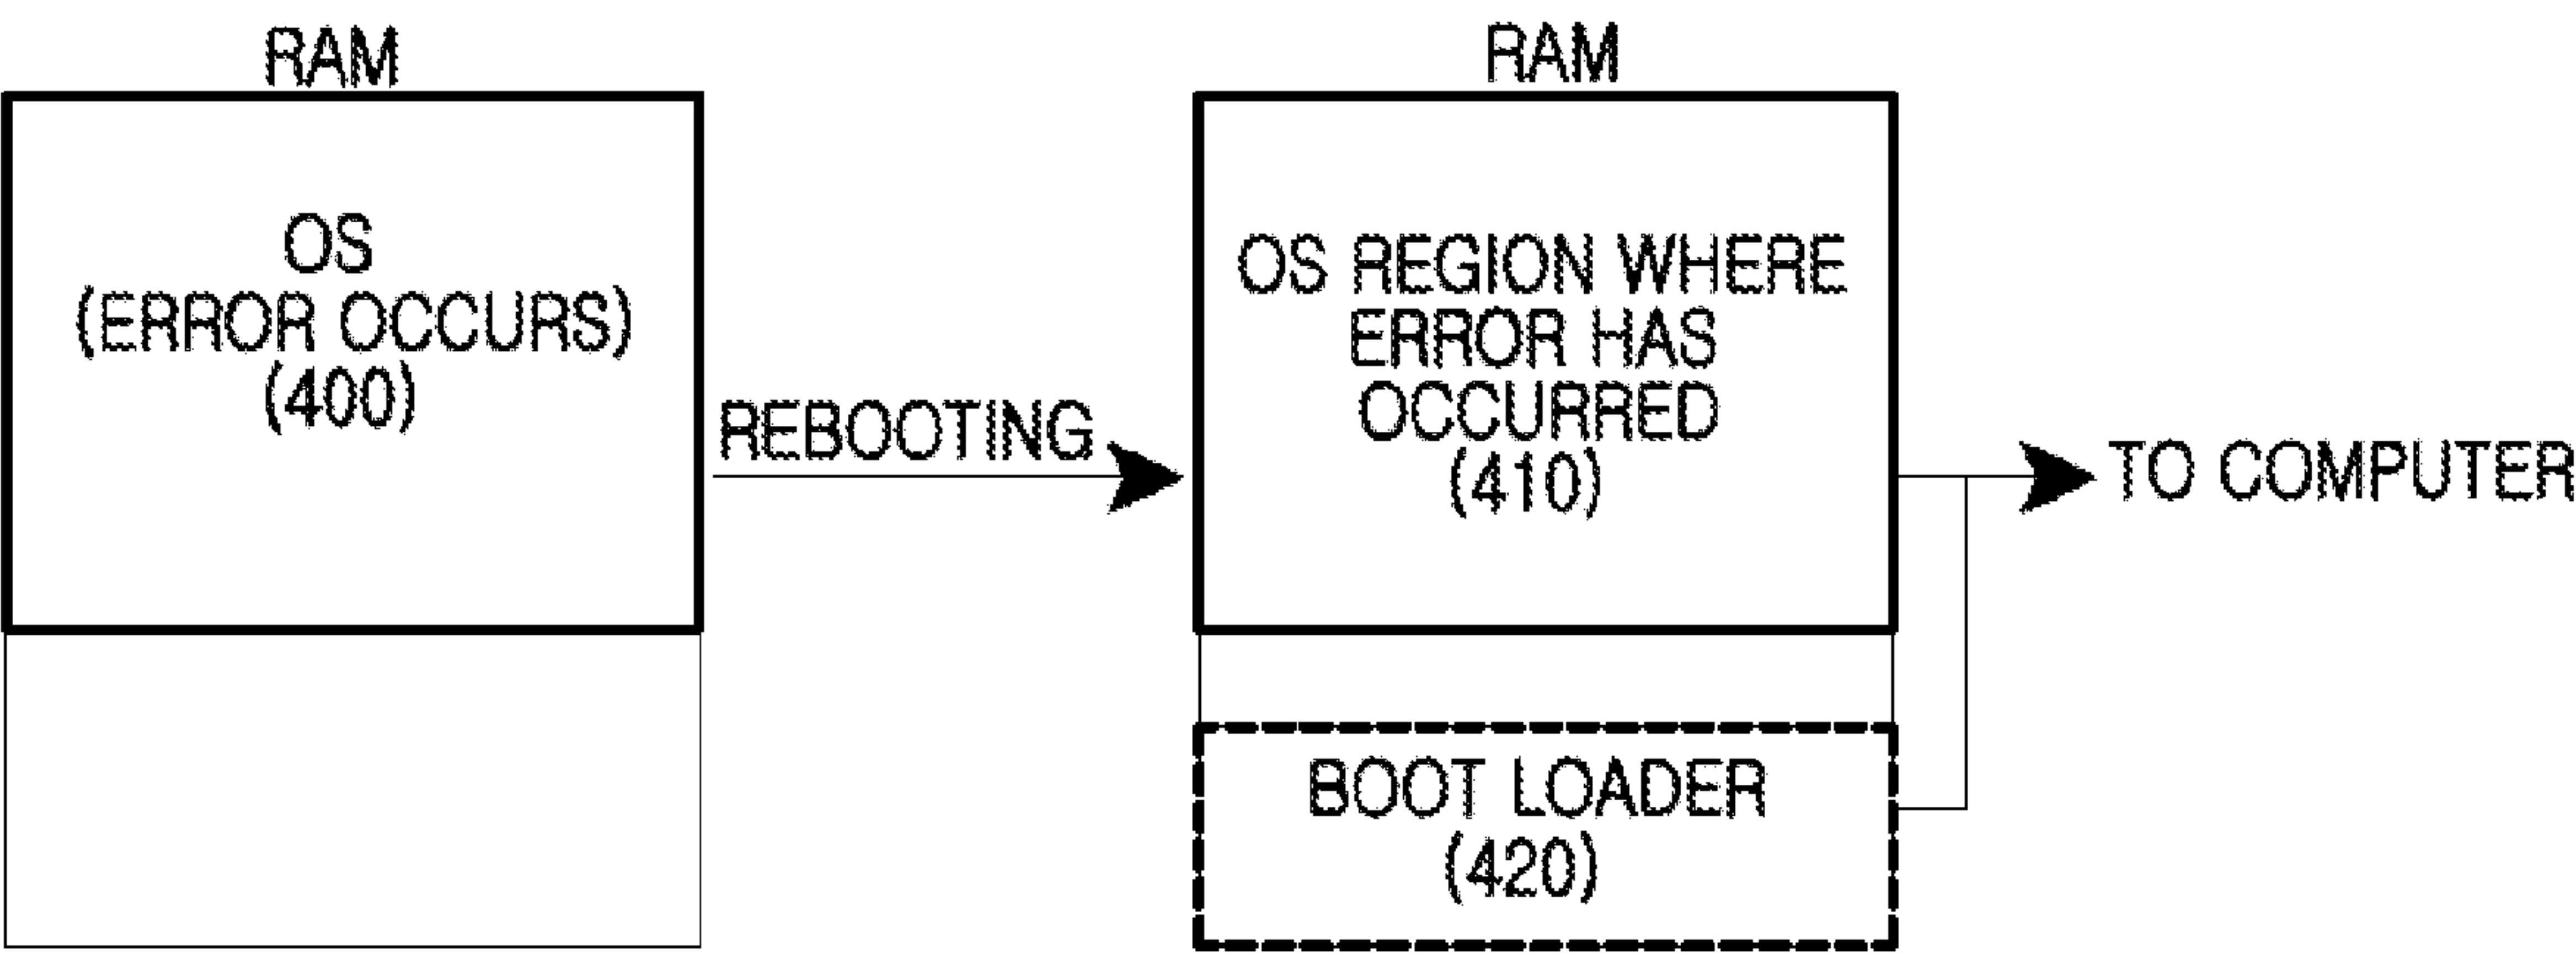 RAM
OS
(ERROR OCCURS)
(400)
REBOOTING
RAM
OS REGION WHERE
ERROR HAS
OCCURRED
(410)
BOOT LOADER
(420)
TO COMPUTER